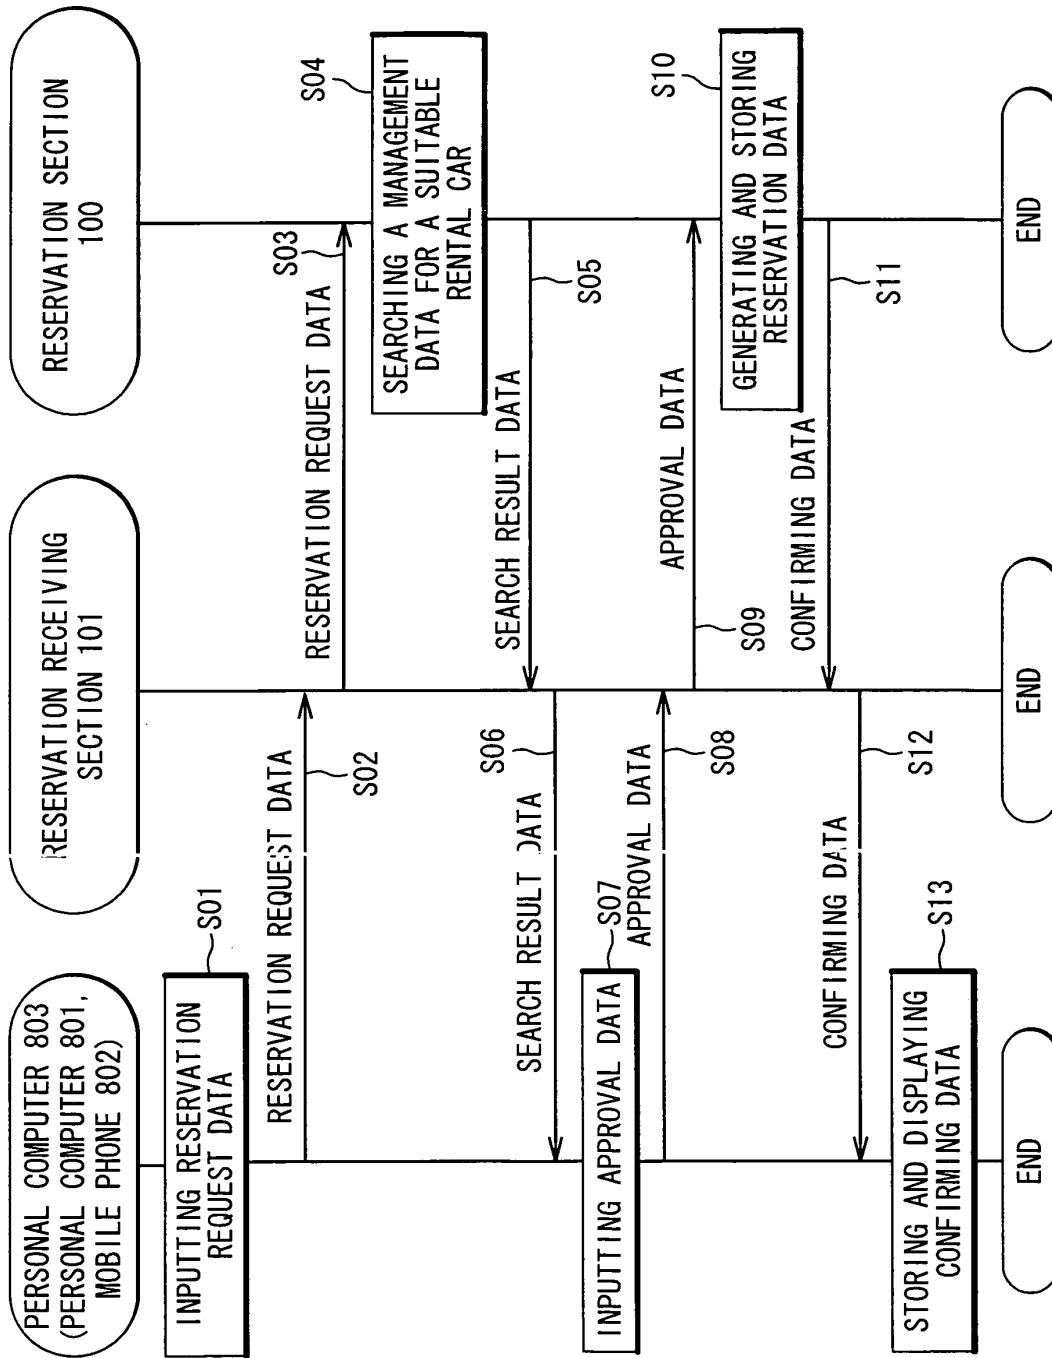 PERSONAL COMPUTER 803
(PERSONAL COMPUTER 801,
MOBILE PHONE 802)
RESERVATION RECEIVING
SECTION 101
RESERVATION SECTION
100
INPUTTING RESERVATION
REQUEST DATA
S01
RESERVATION REQUEST DATA
S02
RESERVATION REQUEST DATA
S03
SEARCHING A MANAGEMENT
DATA FOR A SUITABLE
RENTAL CAR
S04
SEARCH RESULT DATA
S05
SEARCH RESULT DATA
S06
INPUTTING APPROVAL DATA
S07
APPROVAL DATA
S08
APPROVAL DATA
S09
GENERATING AND STORING
RESERVATION DATA
S10
CONFIRMING DATA
S11
CONFIRMING DATA
S12
STORING AND DISPLAYING
CONFIRMING DATA
S13
END
END
END